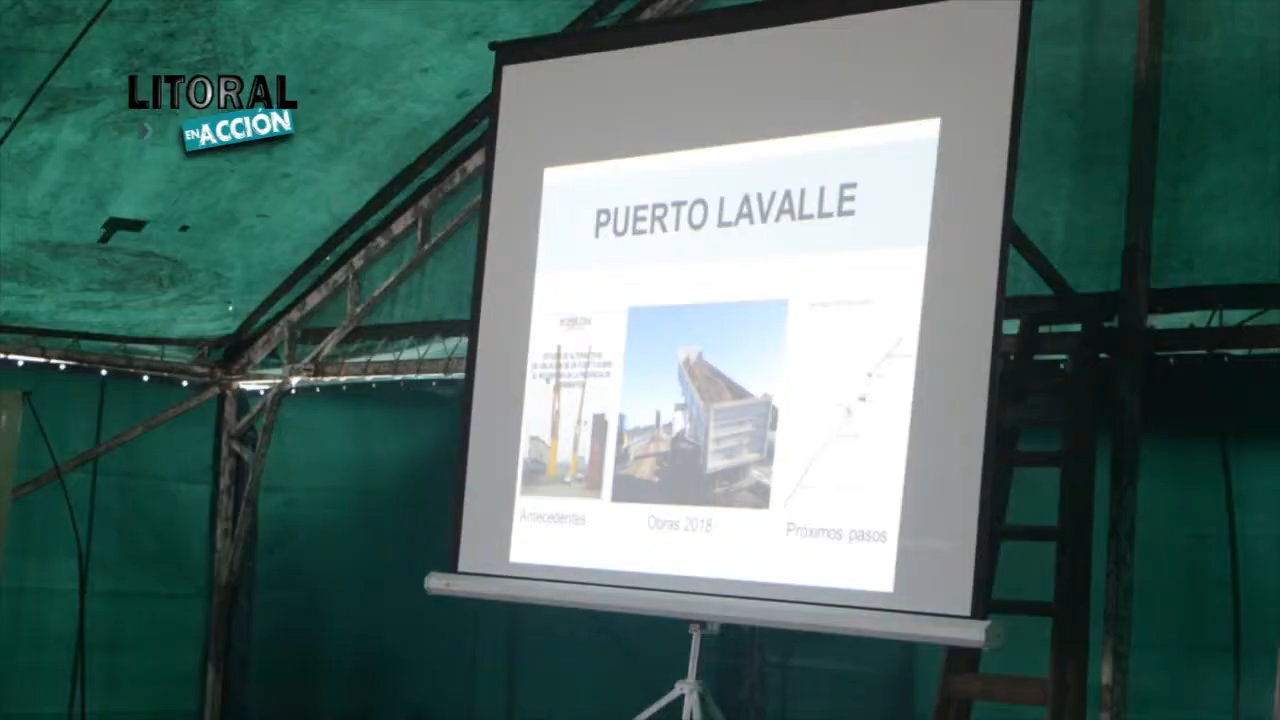 LITORAL
EN ACCIÓN
PUERTO LAVALLE
Antecedentes
Obras 2018
Próximos pasos